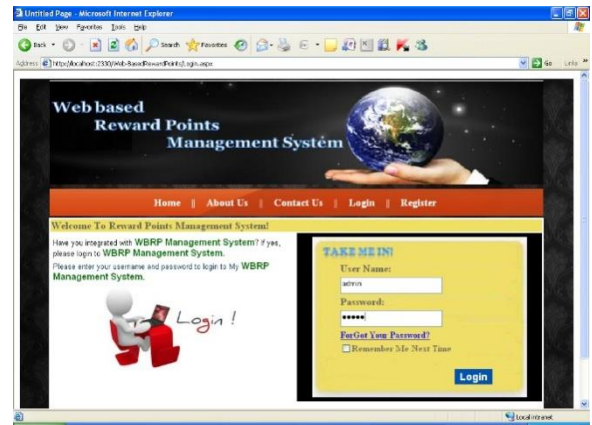 Untitled Page - Microsoft Internet Explorer
File Edit View Favorites Tools Help
Back Search Favorites
Address http://localhost:2330/Web-BasedRewardPoints/Login.aspx Go Links
Web based
Reward Points
Management System
Home || About Us || Contact Us || Login || Register
Welcome To Reward Points Management System!
Have you integrated with WBRP Management System? If yes,
please login to WBRP Management System.
Please enter your username and password to login to My WBRP
Management System.
Login !
TAKE ME IN!
User Name:
admin
Password:
●●●●●
ForGot Your Password?
Remember Me Next Time
Login
Local intranet